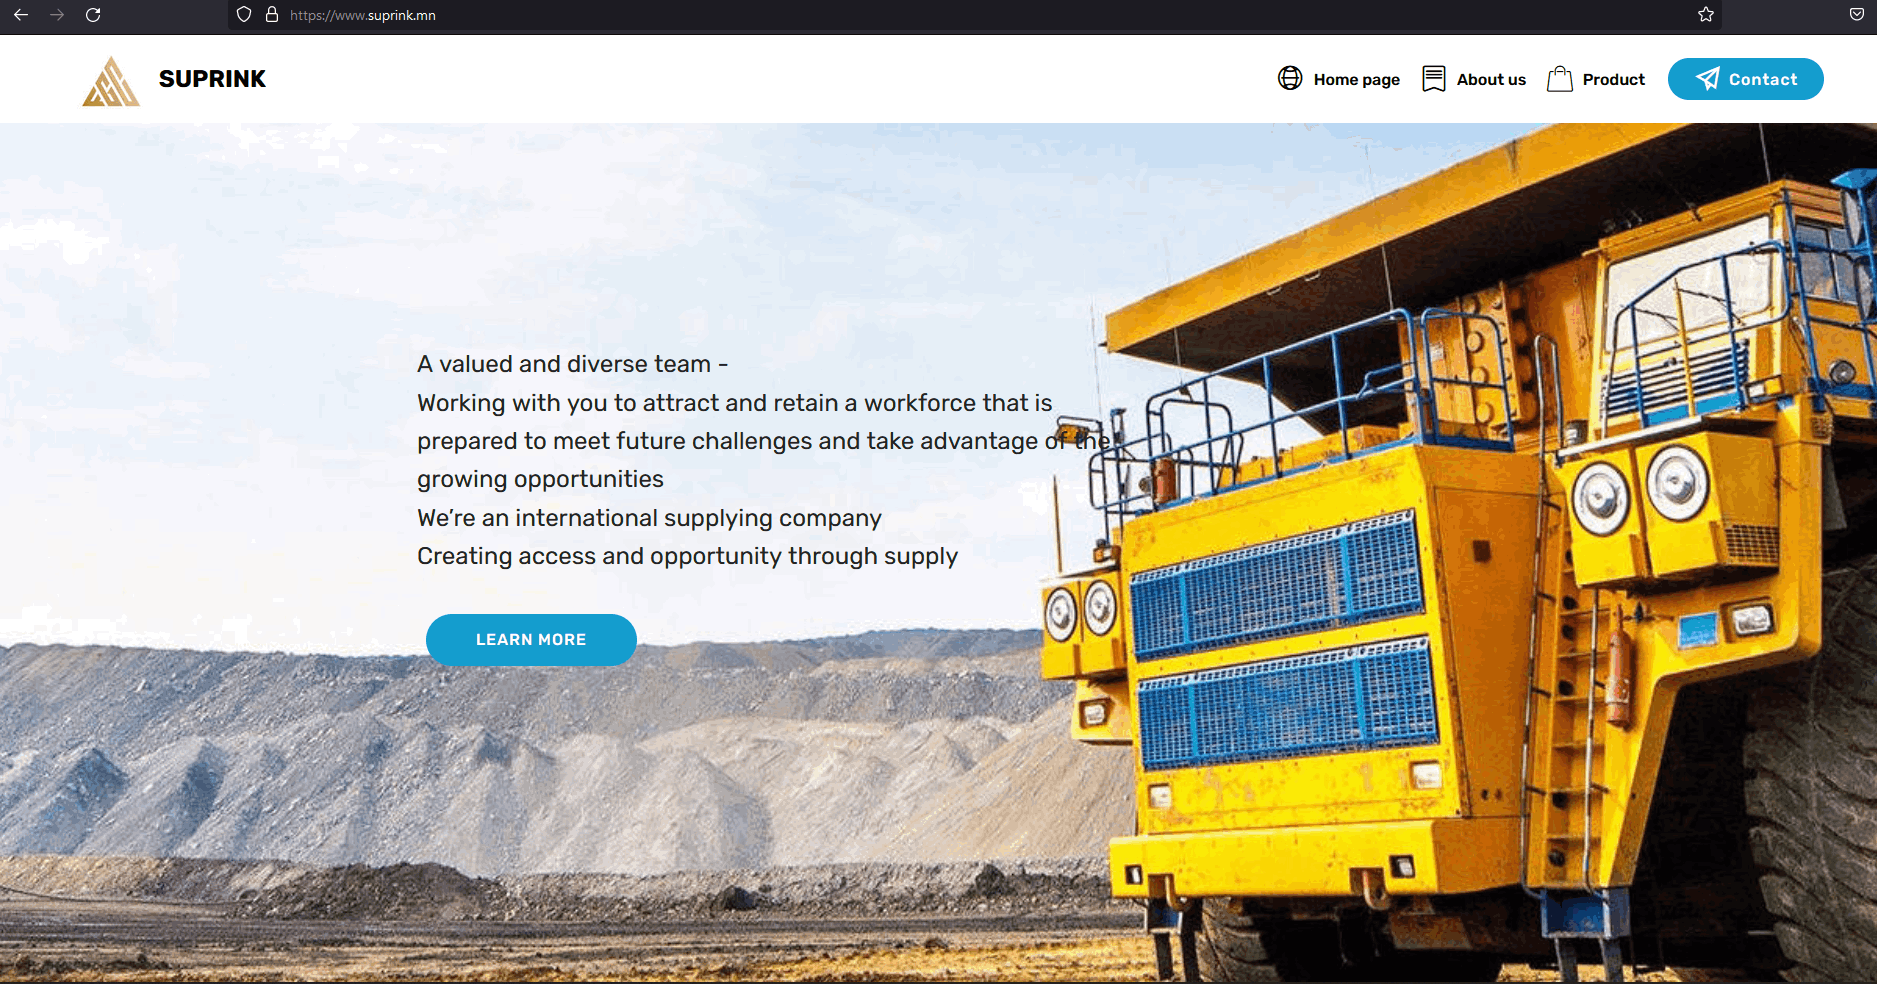 https://www.suprink.mn
SUPRINK
Home page
About us
Product
Contact
A valued and diverse team -
Working with you to attract and retain a workforce that is
prepared to meet future challenges and take advantage of the
growing opportunities
We’re an international supplying company
Creating access and opportunity through supply
LEARN MORE